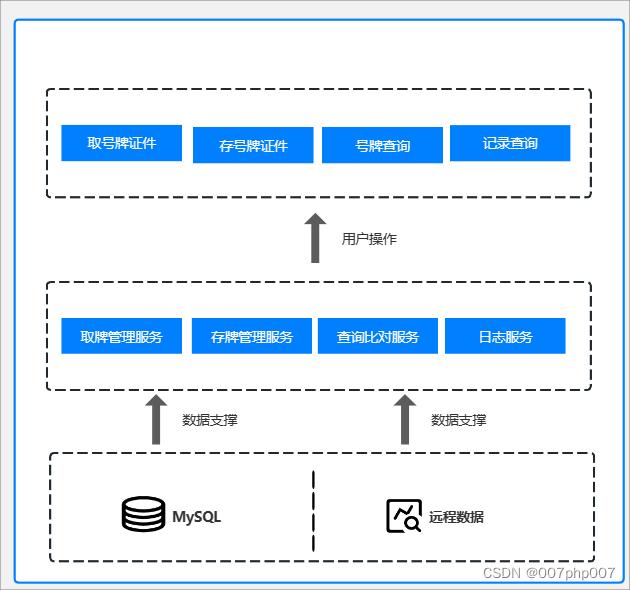 取号牌证件
存号牌证件
号牌查询
记录查询
用户操作
取牌管理服务
存牌管理服务
查询比对服务
日志服务
数据支撑
数据支撑
MySQL
远程数据
CSDN @007php007